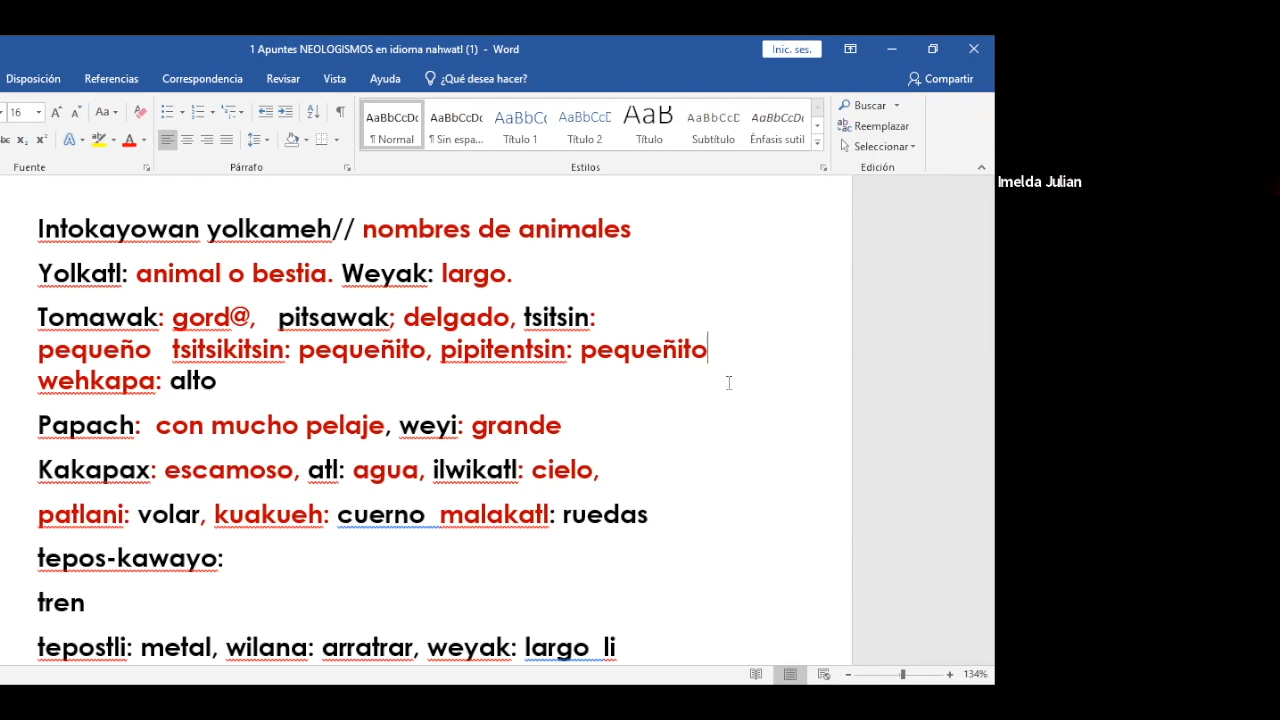 1 Apuntes NEOLOGISMOS en idioma nahwatl (1) - Word
Inic. ses.
Disposición Referencias Correspondencia Revisar Vista Ayuda ¿Qué desea hacer? Compartir
16 Aa
AaBbCcDc AaBbCcDc AaBbCc AaBbCcD AaB AaBbCcD AaBbCcDc
¶ Normal ¶ Sin espa... Título 1 Título 2 Título Subtítulo Énfasis sutil
Buscar
Reemplazar
Seleccionar
Fuente Párrafo Estilos Edición
Imelda Julian
Intokayowan yolkameh// nombres de animales
Yolkatl: animal o bestia. Weyak: largo.
Tomawak: gord@, pitsawak; delgado, tsitsin:
pequeño tsitsikitsin: pequeñito, pipitentsin: pequeñito
wehkapa: alto
Papach: con mucho pelaje, weyi: grande
Kakapax: escamoso, atl: agua, ilwikatl: cielo,
patlani: volar, kuakueh: cuerno malakatl: ruedas
tepos-kawayo:
tren
tepostli: metal, wilana: arratrar, weyak: largo li
134%